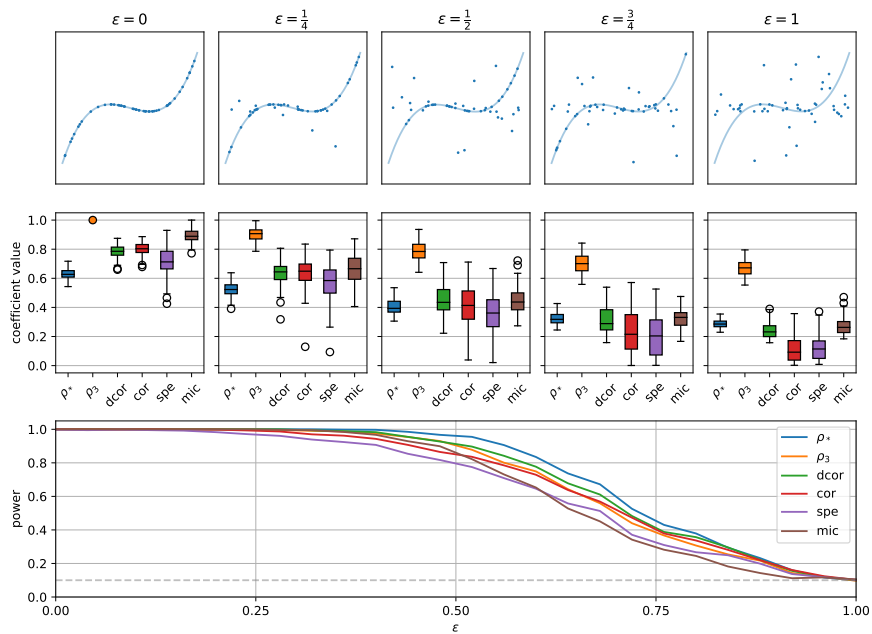 ε = 0 ε = 1/4 ε = 1/2 ε = 3/4 ε = 1
coefficient value
1.0
0.8
0.6
0.4
0.2
0.0
ρ* ρ3 dcor cor spe mic ρ* ρ3 dcor cor spe mic ρ* ρ3 dcor cor spe mic ρ* ρ3 dcor cor spe mic ρ* ρ3 dcor cor spe mic
power
1.0
0.8
0.6
0.4
0.2
0.0
ρ*
ρ3
dcor
cor
spe
mic
0.00 0.25 0.50 0.75 1.00
ε